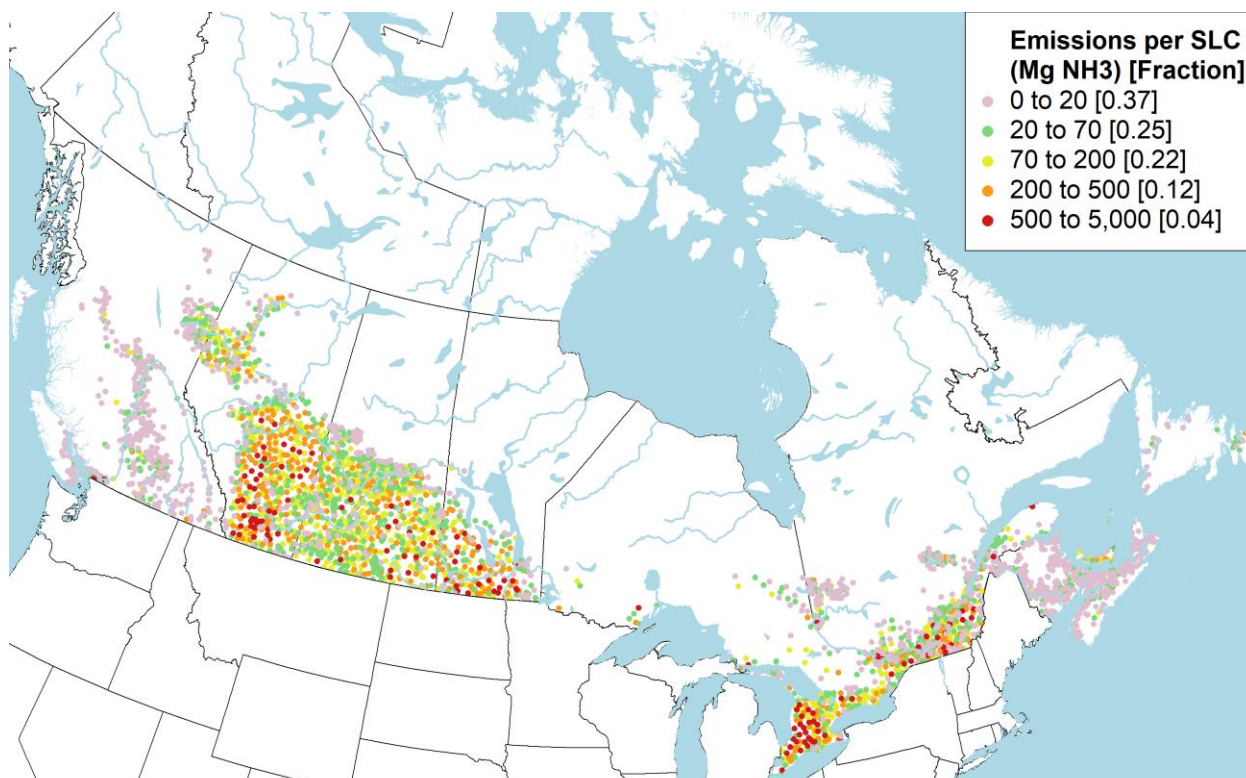 Emissions per SLC
(Mg NH3) [Fraction]
0 to 20 [0.37]
20 to 70 [0.25]
70 to 200 [0.22]
200 to 500 [0.12]
500 to 5,000 [0.04]